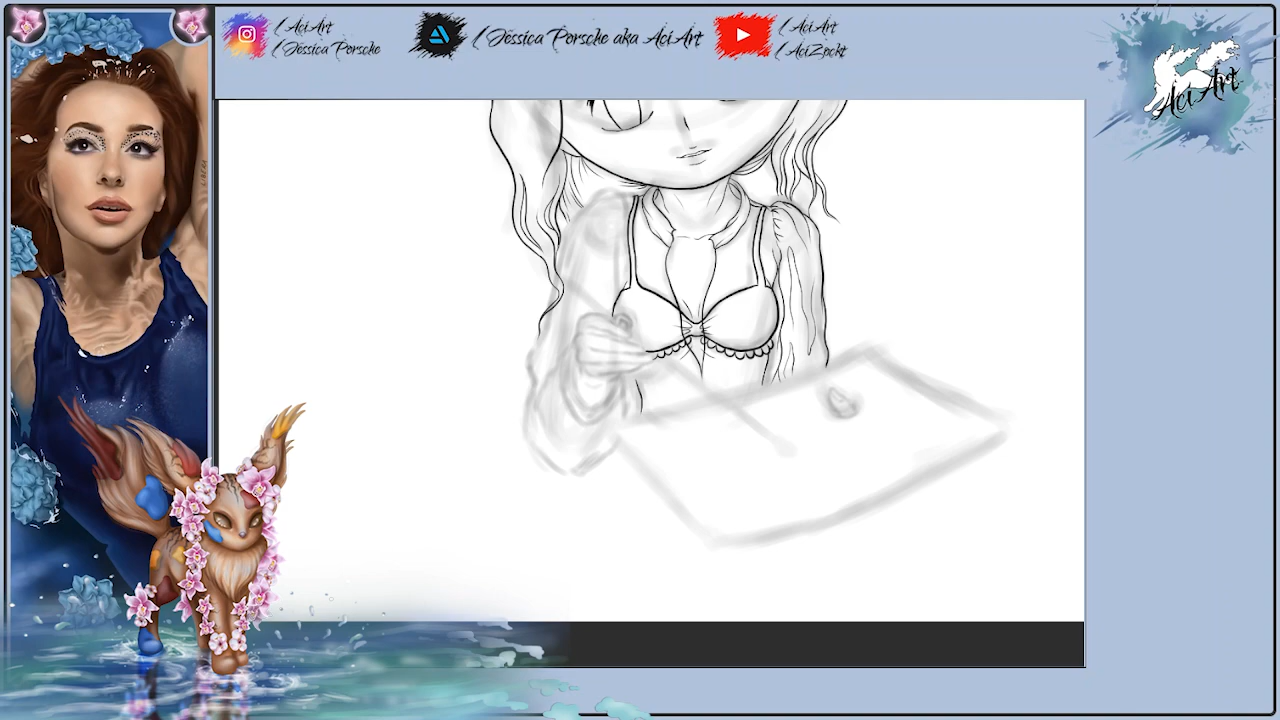 /AciArt
/Jessica Porsche
/Jessica Porsche aka AciArt
/AciArt
/AciZockt
AciArt